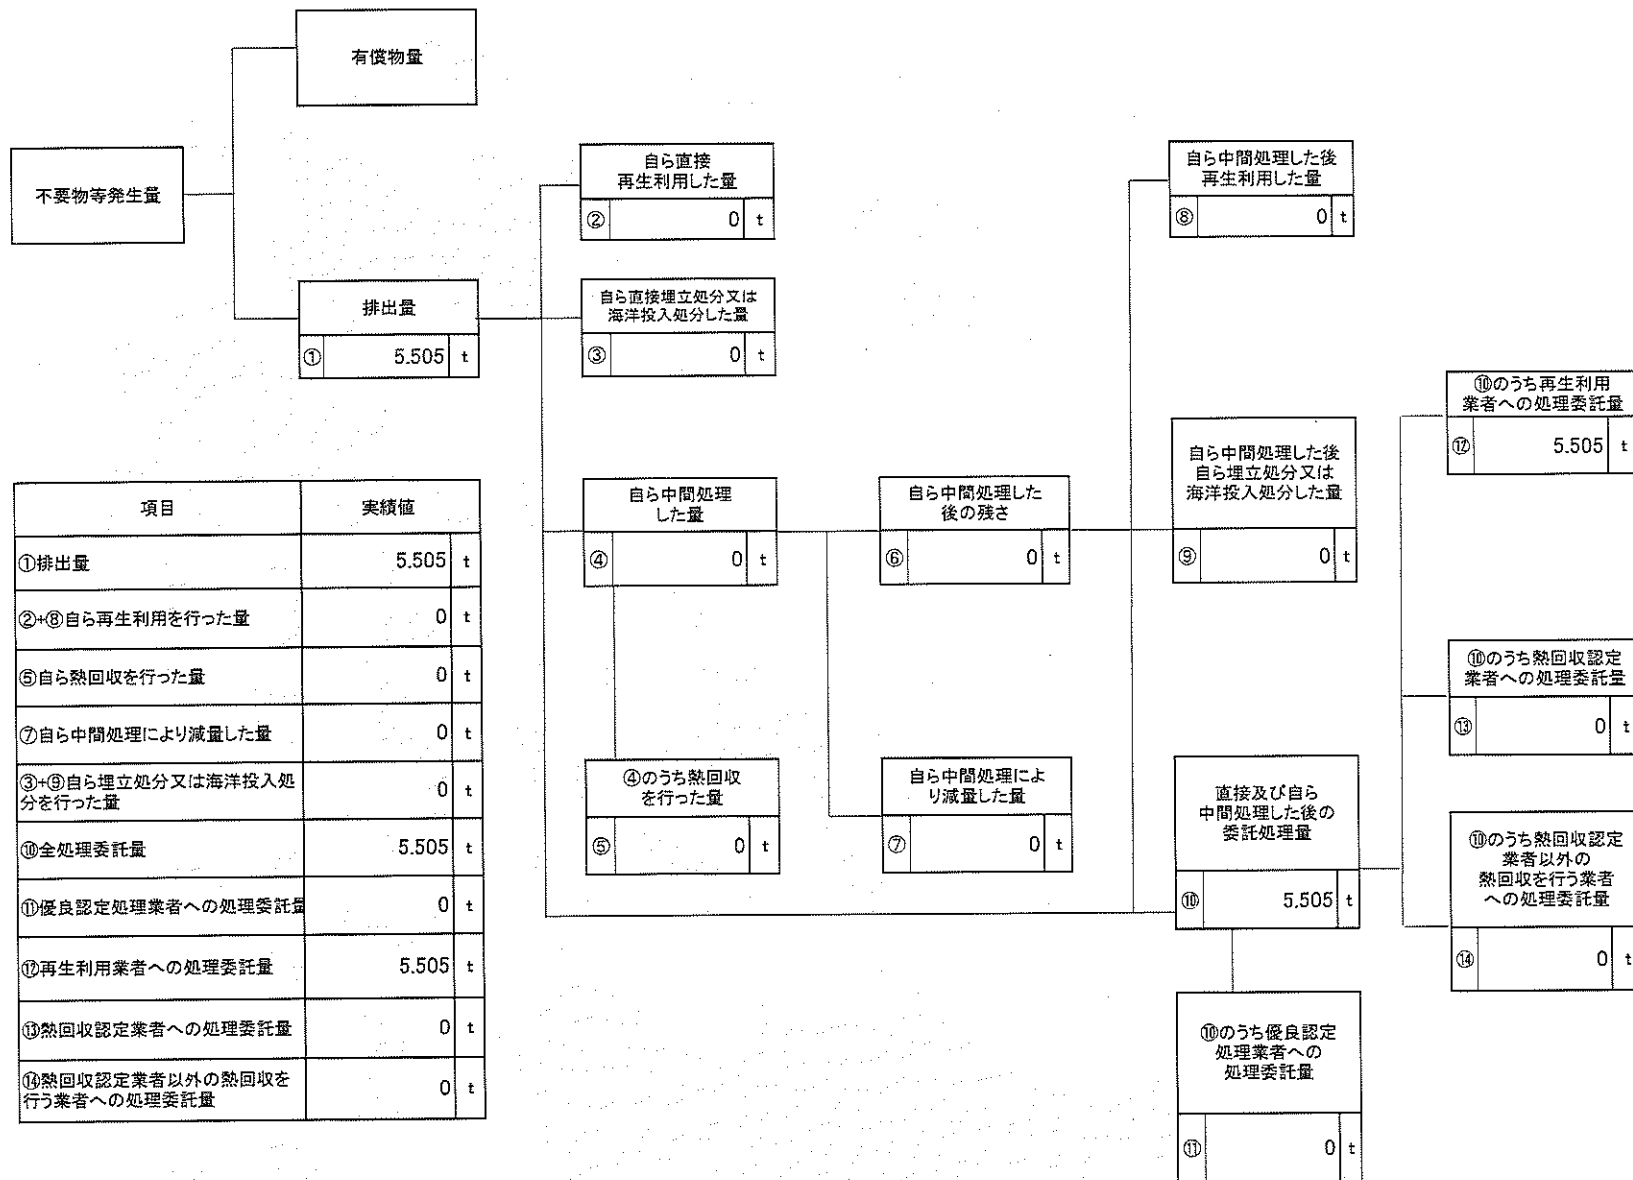 有償物量
不要物等発生量
排出量
① 5.505 t
自ら直接
再生利用した量
② 0 t
自ら直接埋立処分又は
海洋投入処分した量
③ 0 t
自ら中間処理
した量
④ 0 t
④のうち熱回収
を行った量
⑤ 0 t
自ら中間処理した
後の残さ
⑥ 0 t
自ら中間処理によ
り減量した量
⑦ 0 t
自ら中間処理した後
再生利用した量
⑧ 0 t
自ら中間処理した後
自ら埋立処分又は
海洋投入処分した量
⑨ 0 t
直接及び自ら
中間処理した後の
委託処理量
⑩ 5.505 t
⑩のうち優良認定
処理業者への
処理委託量
⑪ 0 t
⑩のうち再生利用
業者への処理委託量
⑫ 5.505 t
⑩のうち熱回収認定
業者への処理委託量
⑬ 0 t
⑩のうち熱回収認定
業者以外の
熱回収を行う業者
への処理委託量
⑭ 0 t
項目 実績値
①排出量 5.505 t
②+⑧自ら再生利用を行った量 0 t
⑤自ら熱回収を行った量 0 t
⑦自ら中間処理により減量した量 0 t
③+⑨自ら埋立処分又は海洋投入処
分を行った量 0 t
⑩全処理委託量 5.505 t
⑪優良認定処理業者への処理委託量 0 t
⑫再生利用業者への処理委託量 5.505 t
⑬熱回収認定業者への処理委託量 0 t
⑭熱回収認定業者以外の熱回収を
行う業者への処理委託量 0 t